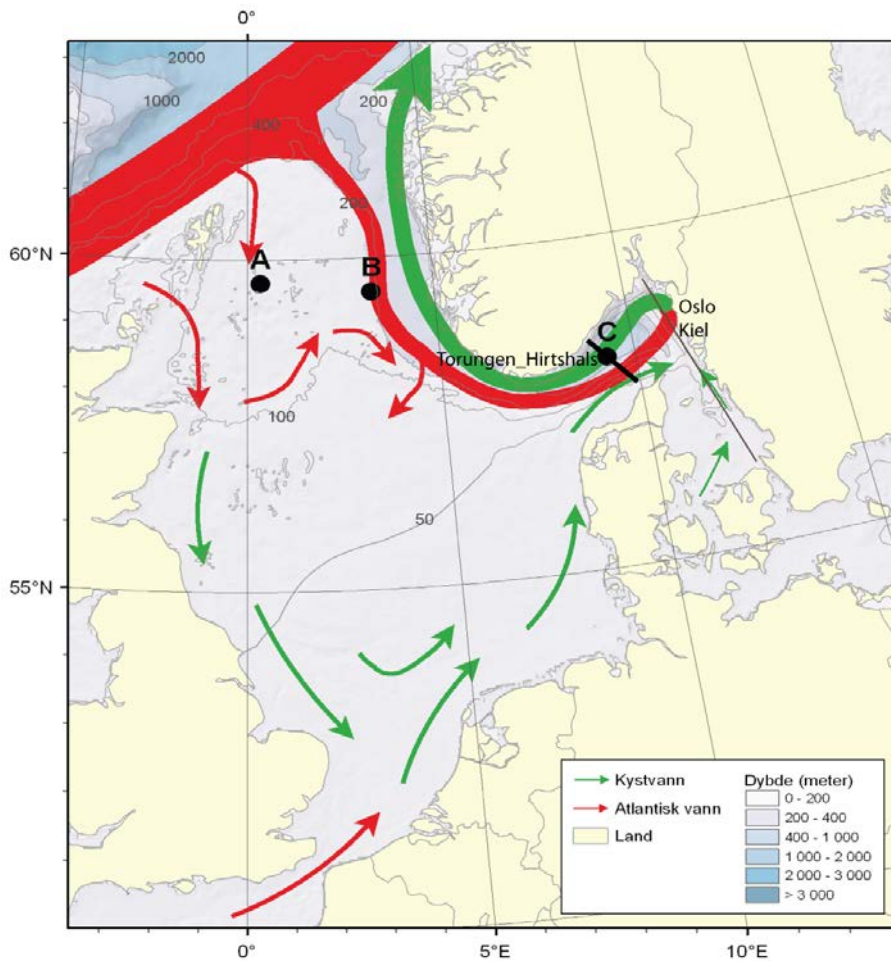 0°
2000
1000
200
400
200
60°N
A
B
C
Oslo
Kiel
Torungen_Hirtshals
100
50
55°N
Kystvann
Atlantisk vann
Land
Dybde (meter)
0 - 200
200 - 400
400 - 1 000
1 000 - 2 000
2 000 - 3 000
> 3 000
0°
5°E
10°E